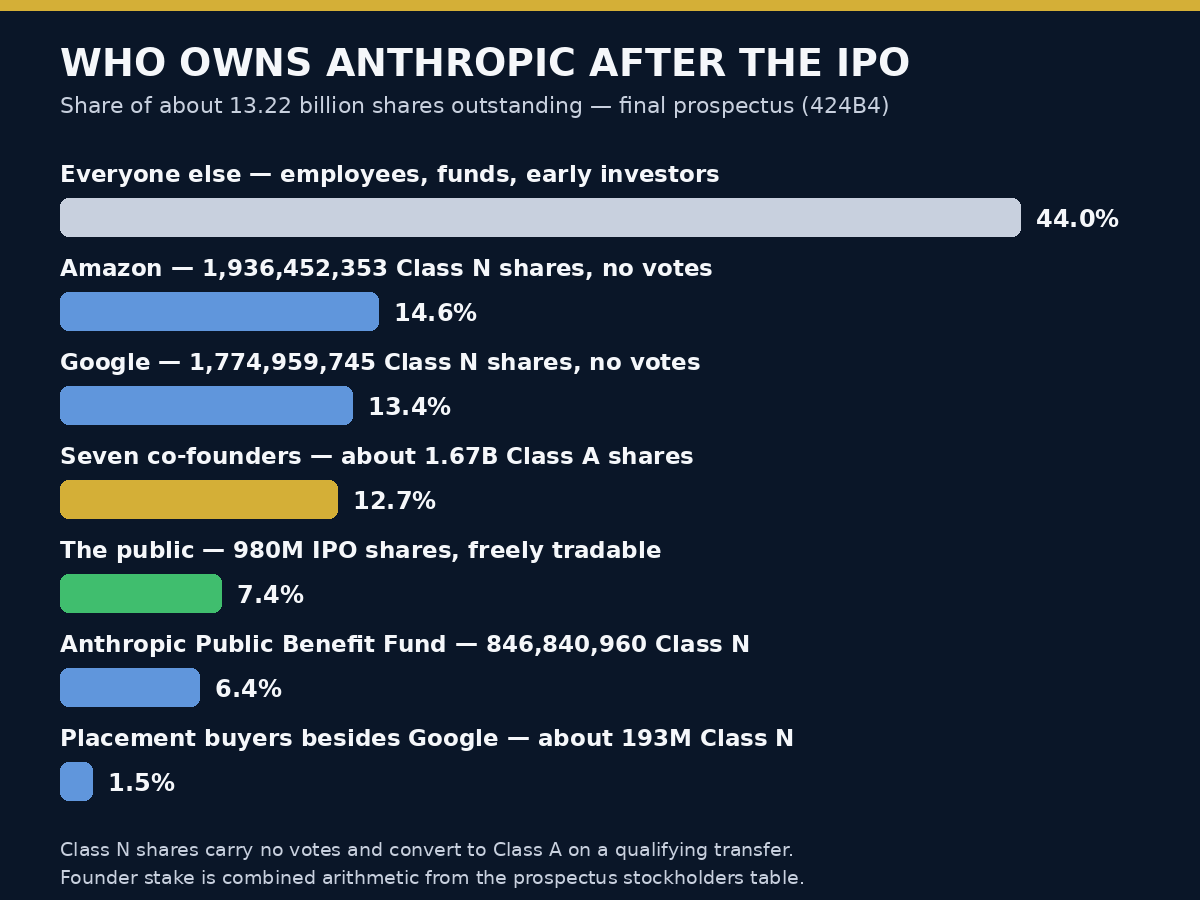 WHO OWNS ANTHROPIC AFTER THE IPO
Share of about 13.22 billion shares outstanding — final prospectus (424B4)
Everyone else — employees, funds, early investors
44.0%
Amazon — 1,936,452,353 Class N shares, no votes
14.6%
Google — 1,774,959,745 Class N shares, no votes
13.4%
Seven co-founders — about 1.67B Class A shares
12.7%
The public — 980M IPO shares, freely tradable
7.4%
Anthropic Public Benefit Fund — 846,840,960 Class N
6.4%
Placement buyers besides Google — about 193M Class N
1.5%
Class N shares carry no votes and convert to Class A on a qualifying transfer.
Founder stake is combined arithmetic from the prospectus stockholders table.